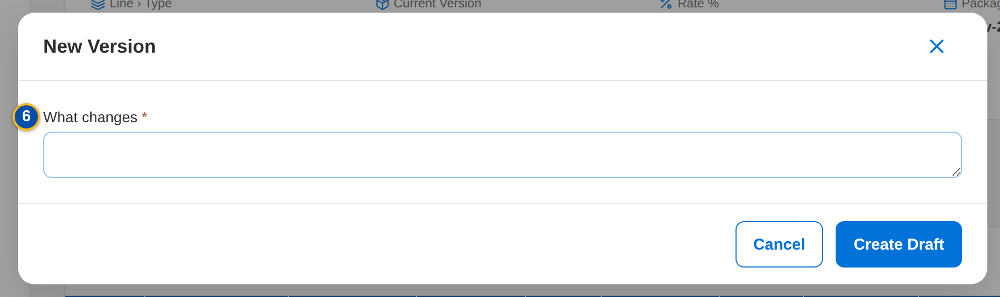 Line › Type Current Version Rate %
New Version
6 What changes *
Cancel Create Draft